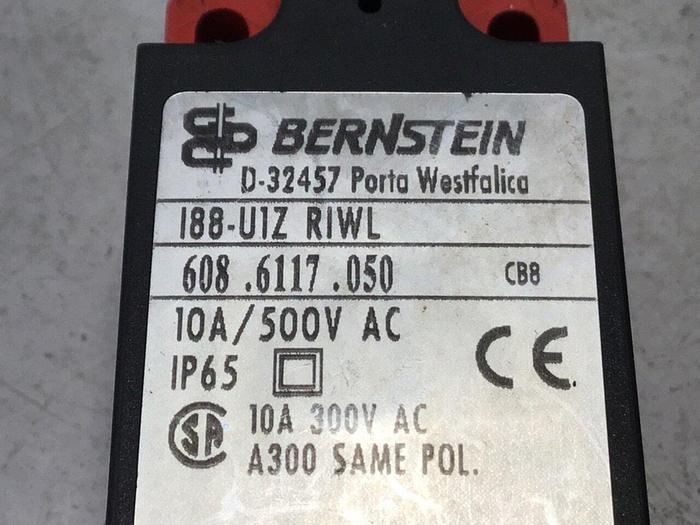 BERNSTEIN
D-32457 Porta Westfalica
I88-U1Z RIWL
608.6117.050 CB8
10A/500V AC
IP65 CE
CSA 10A 300V AC
A300 SAME POL.